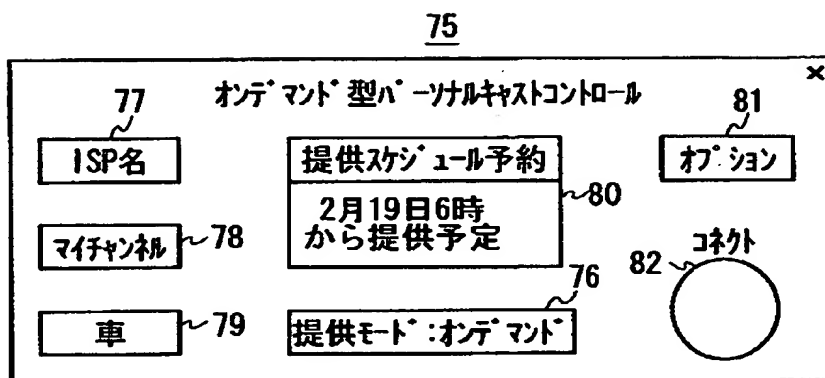 75
×
オンデマンド型パーソナルキャストコントロール
77
81
ISP名
提供スケジュール予約
オプション
2月19日6時
から提供予定
80
マイチャンネル
78
コネクト
82
76
車
79
提供モード:オンデマンド